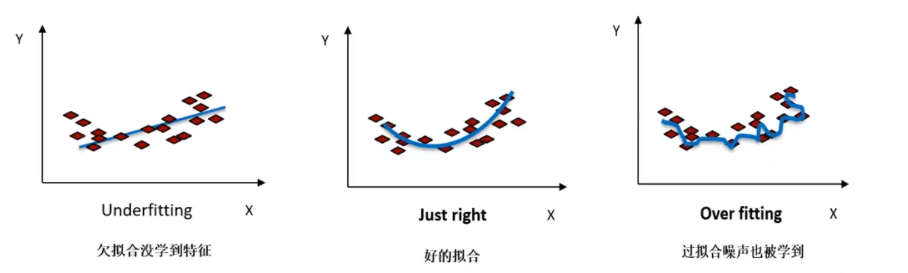 Y
Underfitting
X
欠拟合没学到特征
Y
Just right
X
好的拟合
Y
Over fitting
X
过拟合噪声也被学到